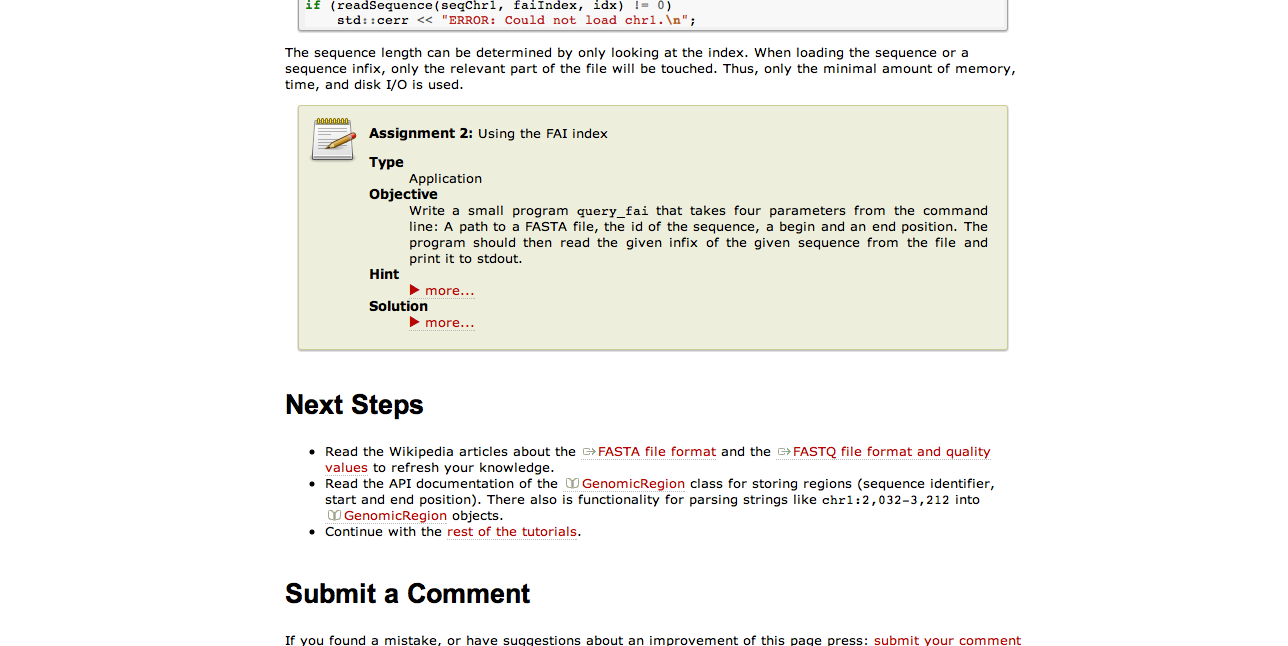 if (readSequence(seqChr1, faiIndex, idx) != 0)
std::cerr << "ERROR: Could not load chr1.\n";
The sequence length can be determined by only looking at the index. When loading the sequence or a
sequence infix, only the relevant part of the file will be touched. Thus, only the minimal amount of memory,
time, and disk I/O is used.
Assignment 2: Using the FAI index
Type
Application
Objective
Write a small program query_fai that takes four parameters from the command
line: A path to a FASTA file, the id of the sequence, a begin and an end position. The
program should then read the given infix of the given sequence from the file and
print it to stdout.
Hint
▶ more...
Solution
▶ more...
Next Steps
• Read the Wikipedia articles about the FASTA file format and the FASTQ file format and quality
values to refresh your knowledge.
• Read the API documentation of the GenomicRegion class for storing regions (sequence identifier,
start and end position). There also is functionality for parsing strings like chr1:2,032-3,212 into
GenomicRegion objects.
• Continue with the rest of the tutorials.
Submit a Comment
If you found a mistake, or have suggestions about an improvement of this page press: submit your comment